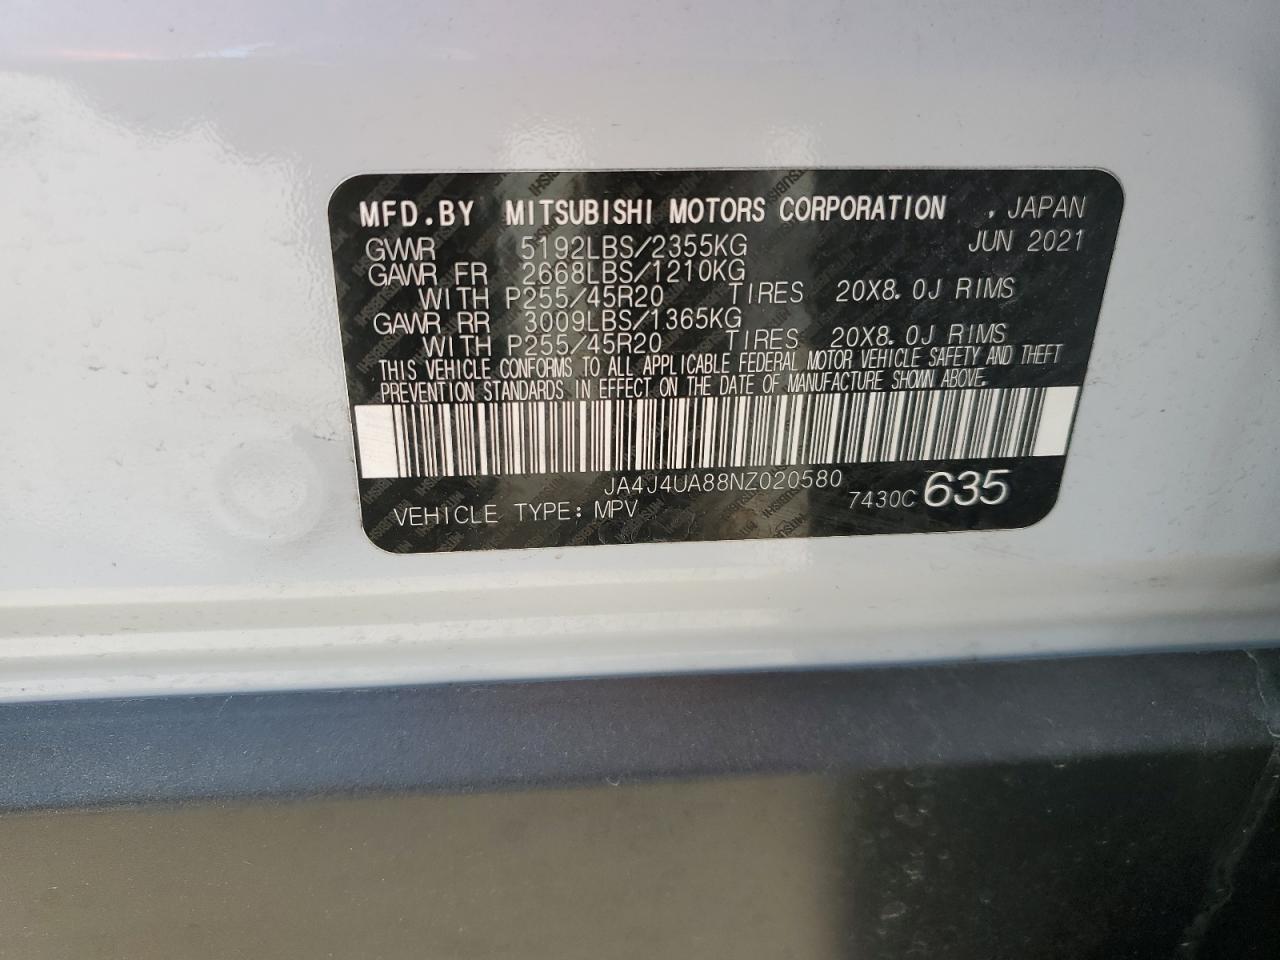 MFD.BY MITSUBISHI MOTORS CORPORATION , JAPAN
GVWR 5192LBS/2355KG JUN 2021
GAWR FR 2668LBS/1210KG
WITH P255/45R20 TIRES 20X8.0J RIMS
GAWR RR 3009LBS/1365KG
WITH P255/45R20 TIRES 20X8.0J RIMS
THIS VEHICLE CONFORMS TO ALL APPLICABLE FEDERAL MOTOR VEHICLE SAFETY AND THEFT
PREVENTION STANDARDS IN EFFECT ON THE DATE OF MANUFACTURE SHOWN ABOVE.
JA4J4UA88NZ020580
VEHICLE TYPE: MPV 7430C 635